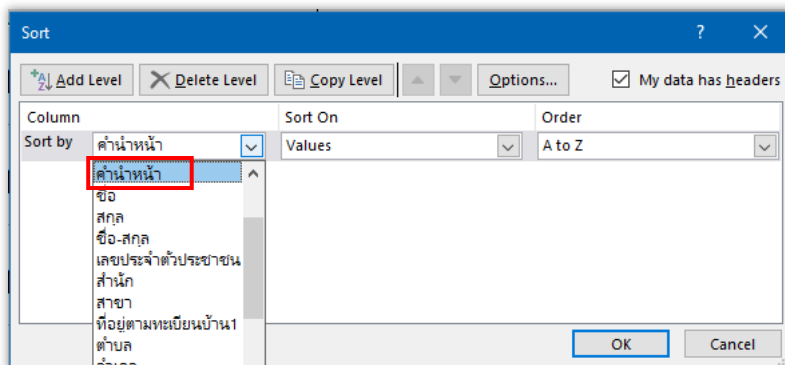 Sort ?
Add Level Delete Level Copy Level Options... My data has headers
Column Sort On Order
Sort by คำนำหน้า Values A to Z
คำนำหน้า
ชื่อ
สกุล
ชื่อ-สกุล
เลขประจำตัวประชาชน
สำนัก
สาขา
ที่อยู่ตามทะเบียนบ้าน1
ตำบล
OK Cancel